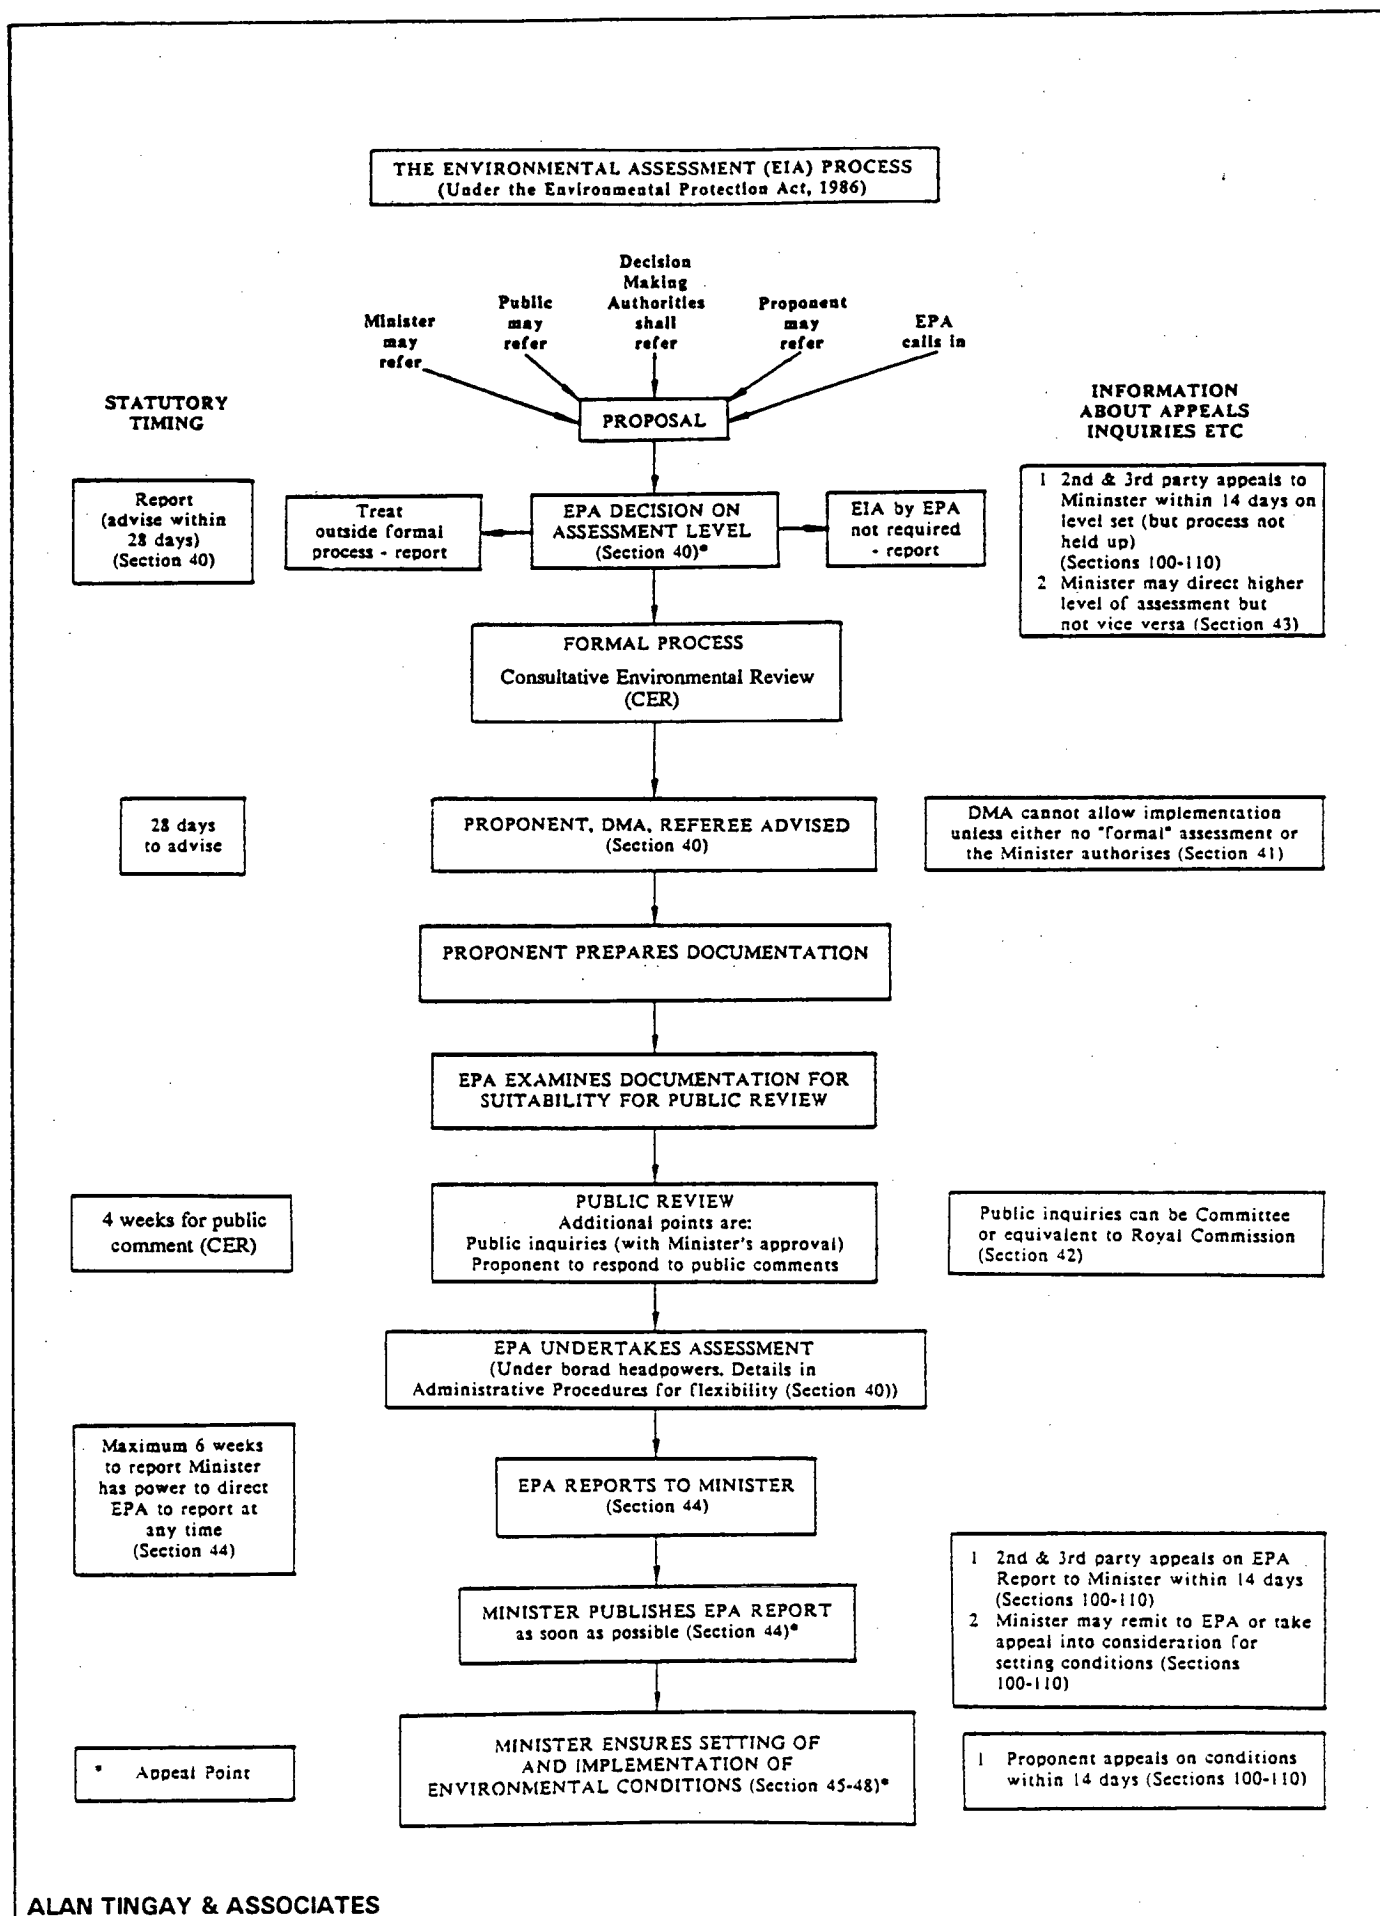 THE ENVIRONMENTAL ASSESSMENT (EIA) PROCESS
(Under the Environmental Protection Act, 1986)
Minister
may
refer
Public
may
refer
Decision
Making
Authorities
shall
refer
Proponent
may
refer
EPA
calls in
STATUTORY
TIMING
PROPOSAL
INFORMATION
ABOUT APPEALS
INQUIRIES ETC
Report
(advise within
28 days)
(Section 40)
Treat
outside formal
process - report
EPA DECISION ON
ASSESSMENT LEVEL
(Section 40)*
EIA by EPA
not required
- report
1 2nd & 3rd party appeals to
Mininster within 14 days on
level set (but process not
held up)
(Sections 100-110)
2 Minister may direct higher
level of assessment but
not vice versa (Section 43)
FORMAL PROCESS
Consultative Environmental Review
(CER)
28 days
to advise
PROPONENT, DMA, REFEREE ADVISED
(Section 40)
DMA cannot allow implementation
unless either no "formal" assessment or
the Minister authorises (Section 41)
PROPONENT PREPARES DOCUMENTATION
EPA EXAMINES DOCUMENTATION FOR
SUITABILITY FOR PUBLIC REVIEW
4 weeks for public
comment (CER)
PUBLIC REVIEW
Additional points are:
Public inquiries (with Minister's approval)
Proponent to respond to public comments
Public inquiries can be Committee
or equivalent to Royal Commission
(Section 42)
EPA UNDERTAKES ASSESSMENT
(Under borad headpowers. Details in
Administrative Procedures for flexibility (Section 40))
Maximum 6 weeks
to report Minister
has power to direct
EPA to report at
any time
(Section 44)
EPA REPORTS TO MINISTER
(Section 44)
MINISTER PUBLISHES EPA REPORT
as soon as possible (Section 44)*
1 2nd & 3rd party appeals on EPA
Report to Minister within 14 days
(Sections 100-110)
2 Minister may remit to EPA or take
appeal into consideration for
setting conditions (Sections
100-110)
* Appeal Point
MINISTER ENSURES SETTING OF
AND IMPLEMENTATION OF
ENVIRONMENTAL CONDITIONS (Section 45-48)*
1 Proponent appeals on conditions
within 14 days (Sections 100-110)
ALAN TINGAY & ASSOCIATES